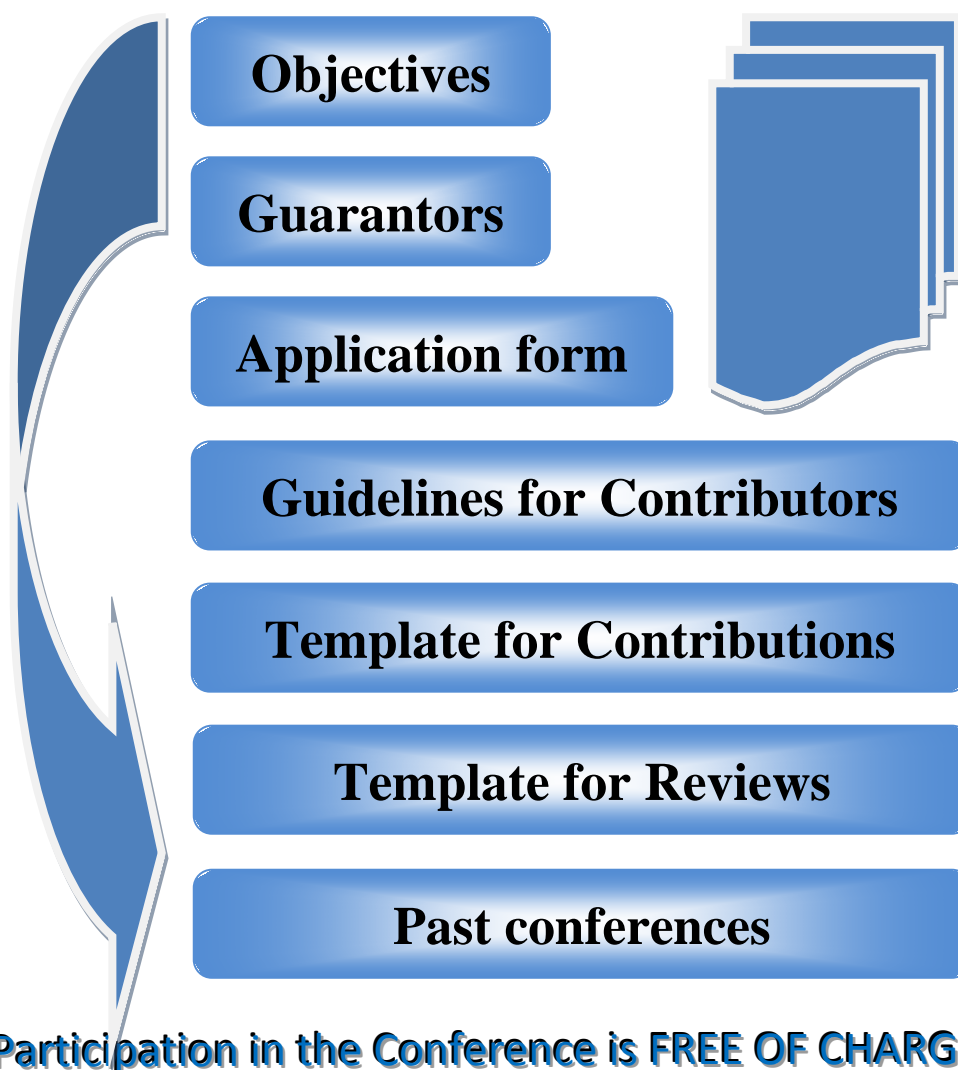 Objectives
Guarantors
Application form
Guidelines for Contributors
Template for Contributions
Template for Reviews
Past conferences
Participation in the Conference is FREE OF CHARG